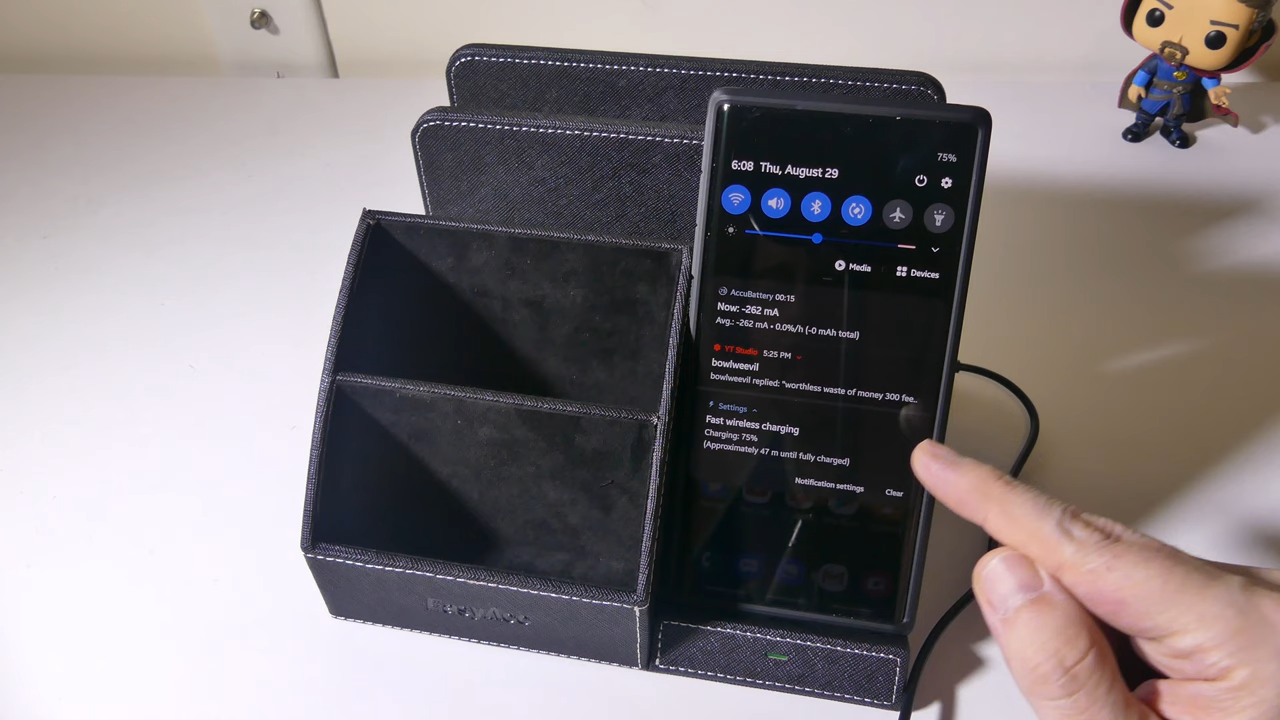 75%
6:08 Thu, August 29
Media
Devices
AccuBattery 00:15
Now: -262 mA
Avg.: -262 mA • 0.0%/h (-0 mAh total)
YT Studio 5:25 PM
bowlweevil
bowlweevil replied: "worthless waste of money 300 fee..
Settings
Fast wireless charging
Charging: 75%
(Approximately 47 m until fully charged)
Notification settings
Clear
EasyAcc